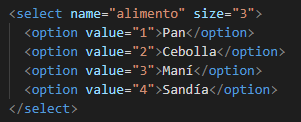 <select name="alimento" size="3">
<option value="1">Pan</option>
<option value="2">Cebolla</option>
<option value="3">Maní</option>
<option value="4">Sandía</option>
</select>